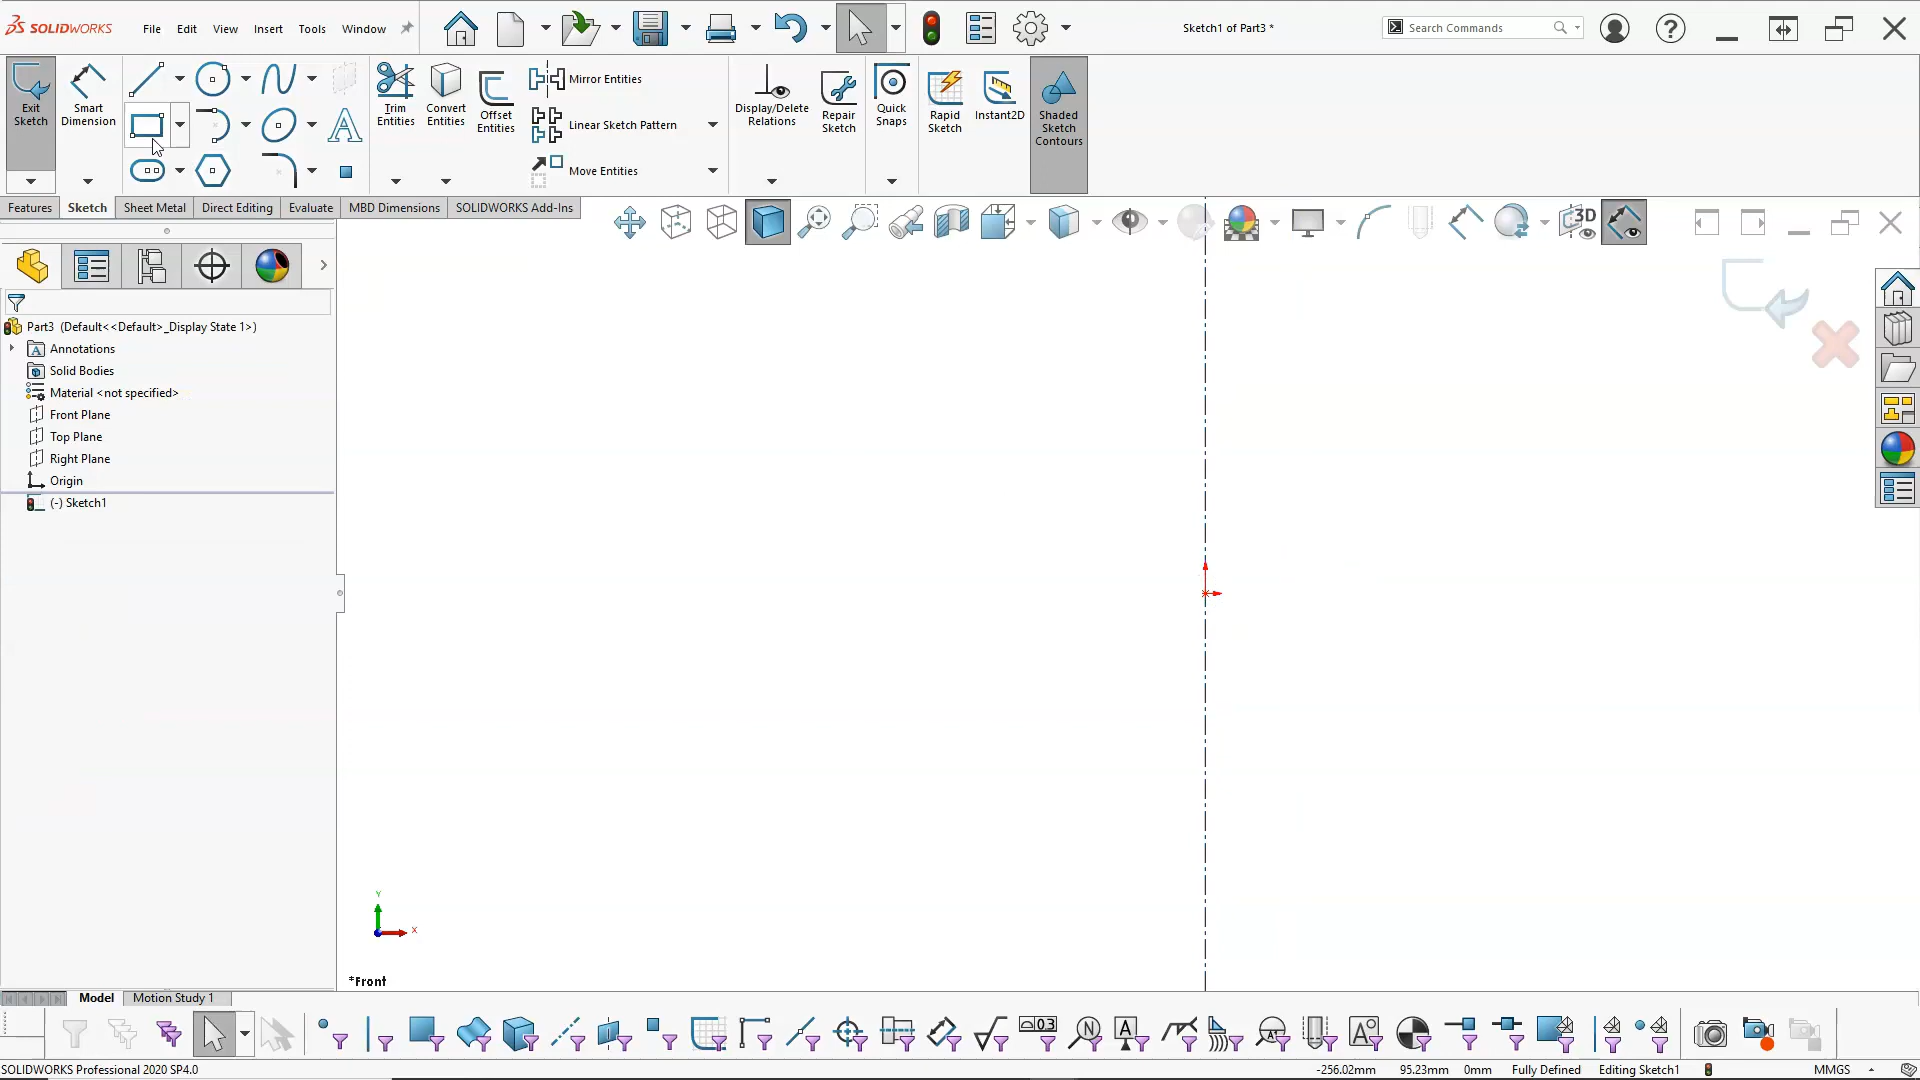 SOLIDWORKS
File Edit View Insert Tools Window
Sketch1 of Part3 *
Search Commands
Exit Sketch
Smart Dimension
Trim Entities
Convert Entities
Offset Entities
Mirror Entities
Linear Sketch Pattern
Move Entities
Display/Delete Relations
Repair Sketch
Quick Snaps
Rapid Sketch
Instant2D
Shaded Sketch Contours
Features Sketch Sheet Metal Direct Editing Evaluate MBD Dimensions SOLIDWORKS Add-Ins
3D
Part3 (Default<<Default>_Display State 1>)
Annotations
Solid Bodies
Material <not specified>
Front Plane
Top Plane
Right Plane
Origin
(-) Sketch1
Y
X
*Front
Model Motion Study 1
0.3
N
A
A
A
SOLIDWORKS Professional 2020 SP4.0
-256.02mm 95.23mm 0mm Fully Defined Editing Sketch1 MMGS